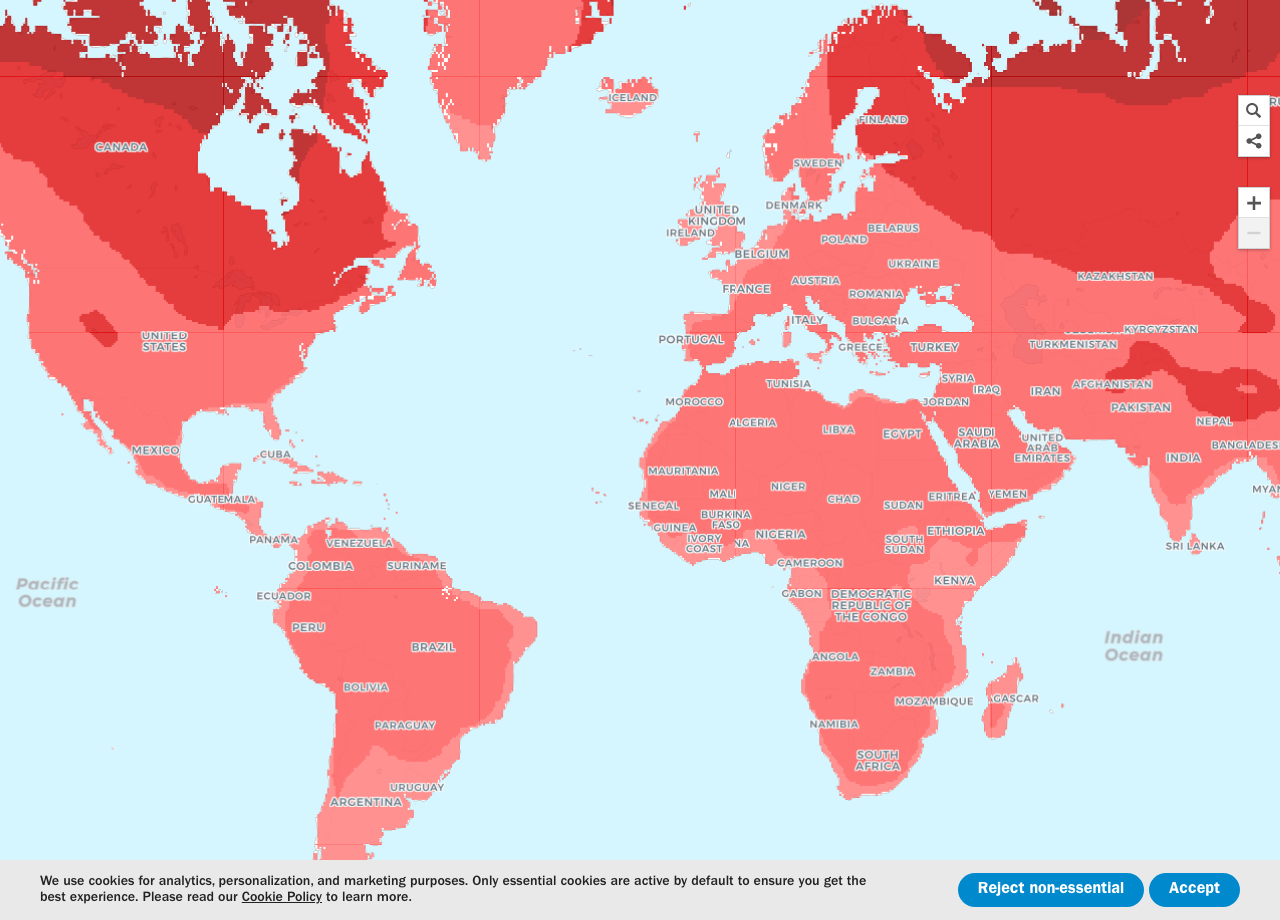 ICELAND
CANADA
FINLAND
SWEDEN
DENMARK
UNITED
KINGDOM
IRELAND
BELARUS
POLAND
BELGIUM
UKRAINE
AUSTRIA
KAZAKHSTAN
FRANCE
ROMANIA
ITALY
BULGARIA
KYRGYZSTAN
UNITED
STATES
PORTUGAL
GREECE
TURKEY
TURKMENISTAN
TUNISIA
SYRIA
IRAQ
IRAN
AFGHANISTAN
MOROCCO
JORDAN
PAKISTAN
ALGERIA
LIBYA
EGYPT
SAUDI
ARABIA
NEPAL
UNITED
ARAB
EMIRATES
BANGLADES
MEXICO
CUBA
INDIA
MAURITANIA
NIGER
MYAN
GUATEMALA
MALI
CHAD
SUDAN
ERITREA
YEMEN
SENEGAL
BURKINA
FASO
GUINEA
IVORY
COAST
NA
NIGERIA
ETHIOPIA
SOUTH
SUDAN
PANAMA
VENEZUELA
SRI LANKA
COLOMBIA
SURINAME
CAMEROON
KENYA
Pacific
Ocean
ECUADOR
GABON
DEMOCRATIC
REPUBLIC OF
THE CONGO
PERU
BRAZIL
Indian
Ocean
ANGOLA
ZAMBIA
BOLIVIA
MOZAMBIQUE
GASCAR
PARAGUAY
NAMIBIA
SOUTH
AFRICA
URUGUAY
ARGENTINA
We use cookies for analytics, personalization, and marketing purposes. Only essential cookies are active by default to ensure you get the
best experience. Please read our Cookie Policy to learn more.
Reject non-essential
Accept